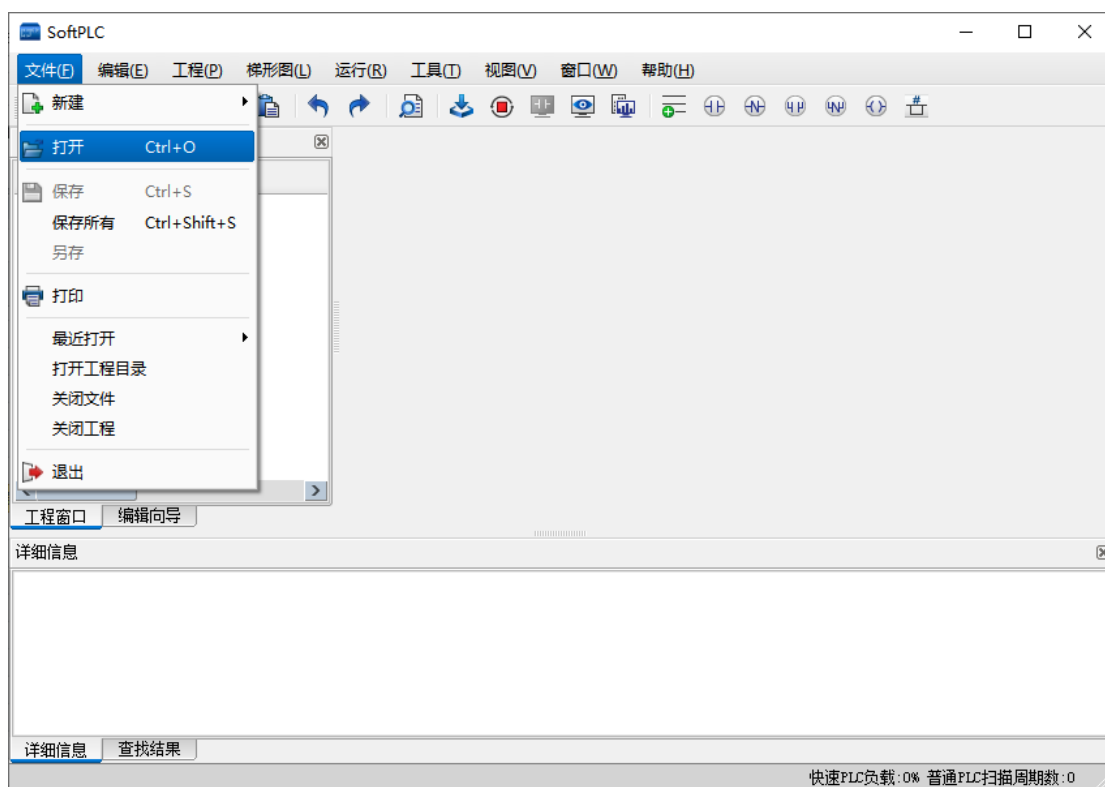 SoftPLC
文件(F) 编辑(E) 工程(P) 梯形图(L) 运行(R) 工具(T) 视图(V) 窗口(W) 帮助(H)
新建
打开 Ctrl+O
保存 Ctrl+S
保存所有 Ctrl+Shift+S
另存
打印
最近打开
打开工程目录
关闭文件
关闭工程
退出
工程窗口 编辑向导
详细信息
详细信息 查找结果
快速PLC负载:0% 普通PLC扫描周期数:0